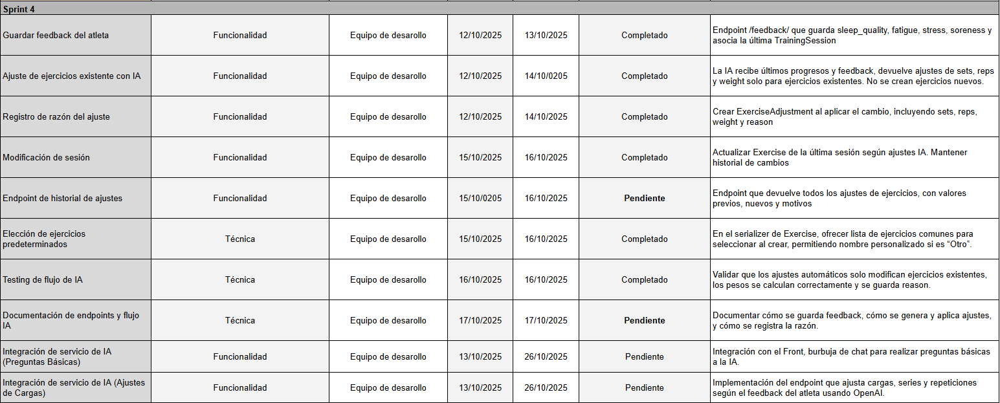 Sprint 4
Guardar feedback del atleta
Funcionalidad
Equipo de desarollo
12/10/2025
13/10/2025
Completado
Endpoint /feedback/ que guarda sleep_quality, fatigue, stress, soreness y
asocia la última TrainingSession
Ajuste de ejercicios existente con IA
Funcionalidad
Equipo de desarollo
12/10/2025
14/10/0205
Completado
La IA recibe últimos progresos y feedback, devuelve ajustes de sets, reps
y weight solo para ejercicios existentes. No se crean ejercicios nuevos.
Registro de razón del ajuste
Funcionalidad
Equipo de desarollo
12/10/2025
14/10/2025
Completado
Crear ExerciseAdjustment al aplicar el cambio, incluyendo sets, reps,
weight y reason
Modificación de sesión
Funcionalidad
Equipo de desarollo
15/10/2025
16/10/2025
Completado
Actualizar Exercise de la última sesión según ajustes IA. Mantener
historial de cambios
Endpoint de historial de ajustes
Funcionalidad
Equipo de desarollo
15/10/0205
16/10/2025
Pendiente
Endpoint que devuelve todos los ajustes de ejercicios, con valores
previos, nuevos y motivos
Elección de ejercicios
predeterminados
Técnica
Equipo de desarollo
15/10/2025
16/10/2025
Completado
En el serializer de Exercise, ofrecer lista de ejercicios comunes para
seleccionar al crear, permitiendo nombre personalizado si es “Otro”.
Testing de flujo de IA
Técnica
Equipo de desarollo
16/10/2025
16/10/2025
Completado
Validar que los ajustes automáticos solo modifican ejercicios existentes,
los pesos se calculan correctamente y se guarda reason.
Documentación de endpoints y flujo
IA
Técnica
Equipo de desarollo
17/10/2025
17/10/2025
Pendiente
Documentar cómo se guarda feedback, cómo se genera y aplica ajustes,
y cómo se registra la razón.
Integración de servicio de IA
(Preguntas Básicas)
Funcionalidad
Equipo de desarollo
13/10/2025
26/10/2025
Pendiente
Integración con el Front, burbuja de chat para realizar preguntas básicas
a la IA.
Integración de servicio de IA (Ajustes
de Cargas)
Funcionalidad
Equipo de desarollo
13/10/2025
26/10/2025
Pendiente
Implementación del endpoint que ajusta cargas, series y repeticiones
según el feedback del atleta usando OpenAI.